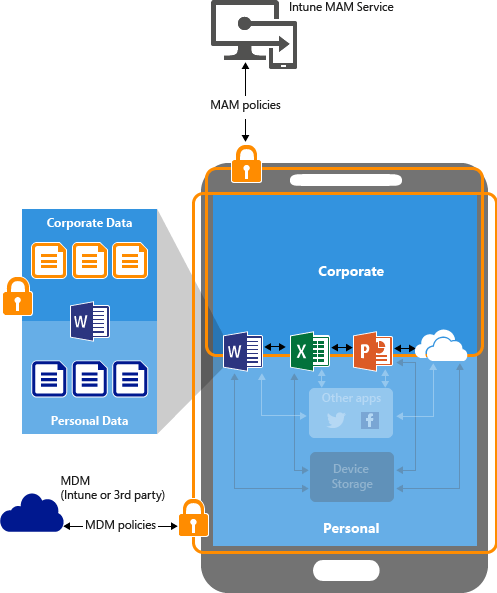 Intune MAM Service
MAM policies
Corporate Data
W
Personal Data
Corporate
W
X
P
Other apps
f
Device
Storage
Personal
MDM
(Intune or 3rd party)
MDM policies